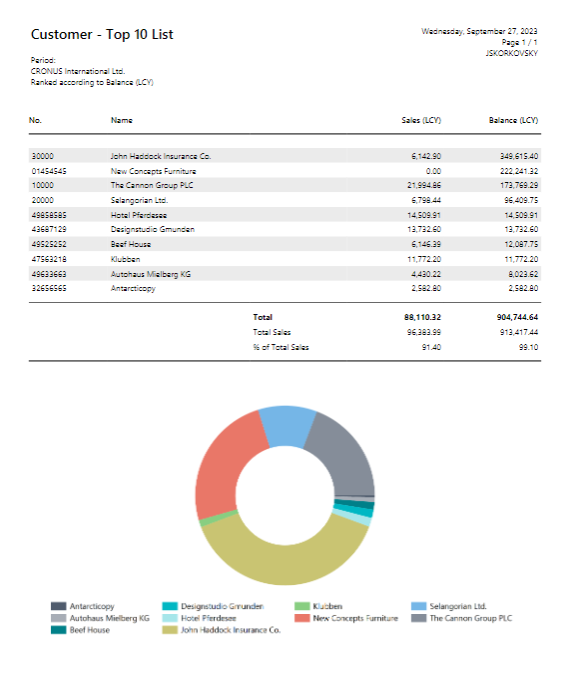 Customer - Top 10 List
Wednesday, September 27, 2023
Page 1 / 1
JSKORKOVSKY
Period:
CRONUS International Ltd.
Ranked according to Balance (LCY)
No. Name Sales (LCY) Balance (LCY)
30000 John Haddock Insurance Co. 6,142.90 349,615.40
01454545 New Concepts Furniture 0.00 222,241.32
10000 The Cannon Group PLC 21,994.86 173,769.29
20000 Selangorian Ltd. 6,798.44 96,409.75
49858585 Hotel Pferdesee 14,509.91 14,509.91
43687129 Designstudio Gmunden 13,732.60 13,732.60
49525252 Beef House 6,146.39 12,087.75
47563218 Klubben 11,772.20 11,772.20
49633663 Autohaus Mielberg KG 4,430.22 8,023.62
32656565 Antarcticopy 2,582.80 2,582.80
Total 88,110.32 904,744.64
Total Sales 96,383.99 913,417.44
% of Total Sales 91.40 99.10
Antarcticopy Designstudio Gmunden Klubben Selangorian Ltd.
Autohaus Mielberg KG Hotel Pferdesee New Concepts Furniture The Cannon Group PLC
Beef House John Haddock Insurance Co.